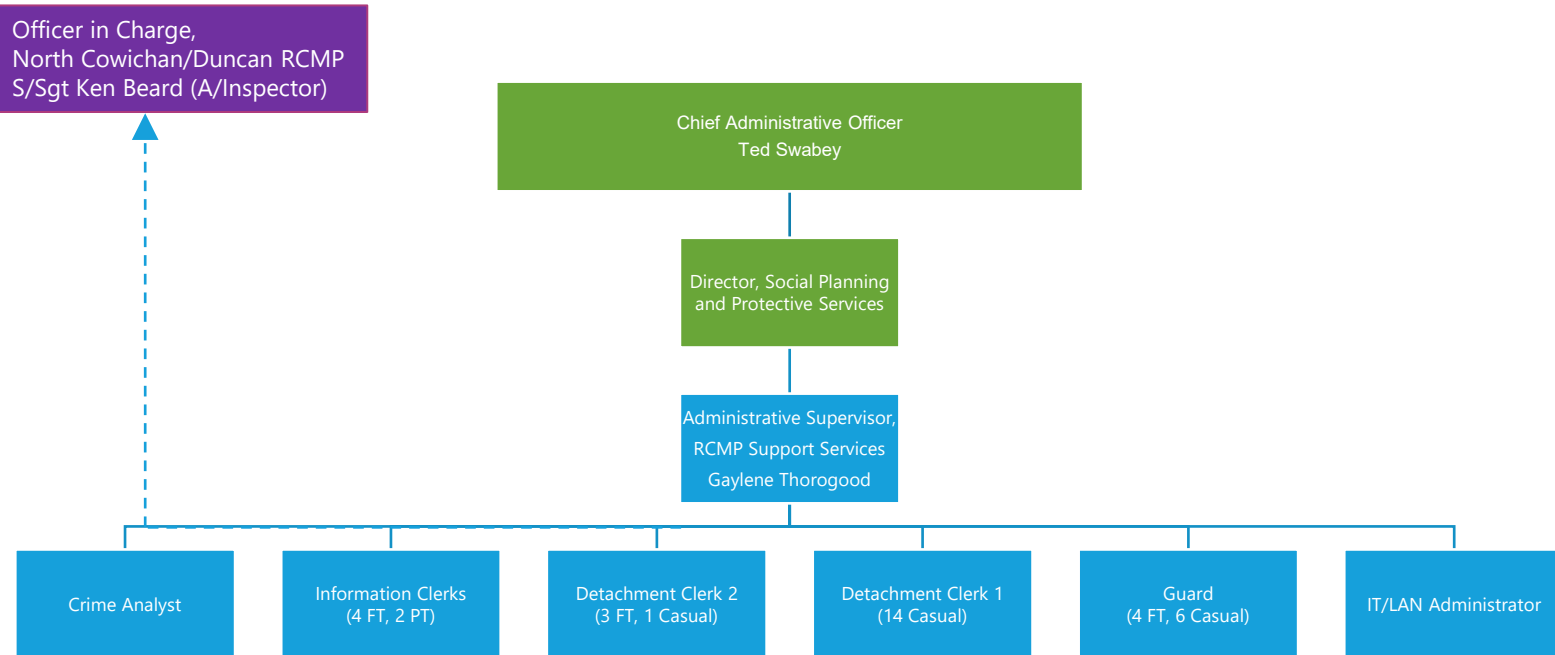 Officer in Charge,
North Cowichan/Duncan RCMP
S/Sgt Ken Beard (A/Inspector)
Chief Administrative Officer
Ted Swabey
Director, Social Planning
and Protective Services
Administrative Supervisor,
RCMP Support Services
Gaylene Thorogood
Crime Analyst
Information Clerks
(4 FT, 2 PT)
Detachment Clerk 2
(3 FT, 1 Casual)
Detachment Clerk 1
(14 Casual)
Guard
(4 FT, 6 Casual)
IT/LAN Administrator